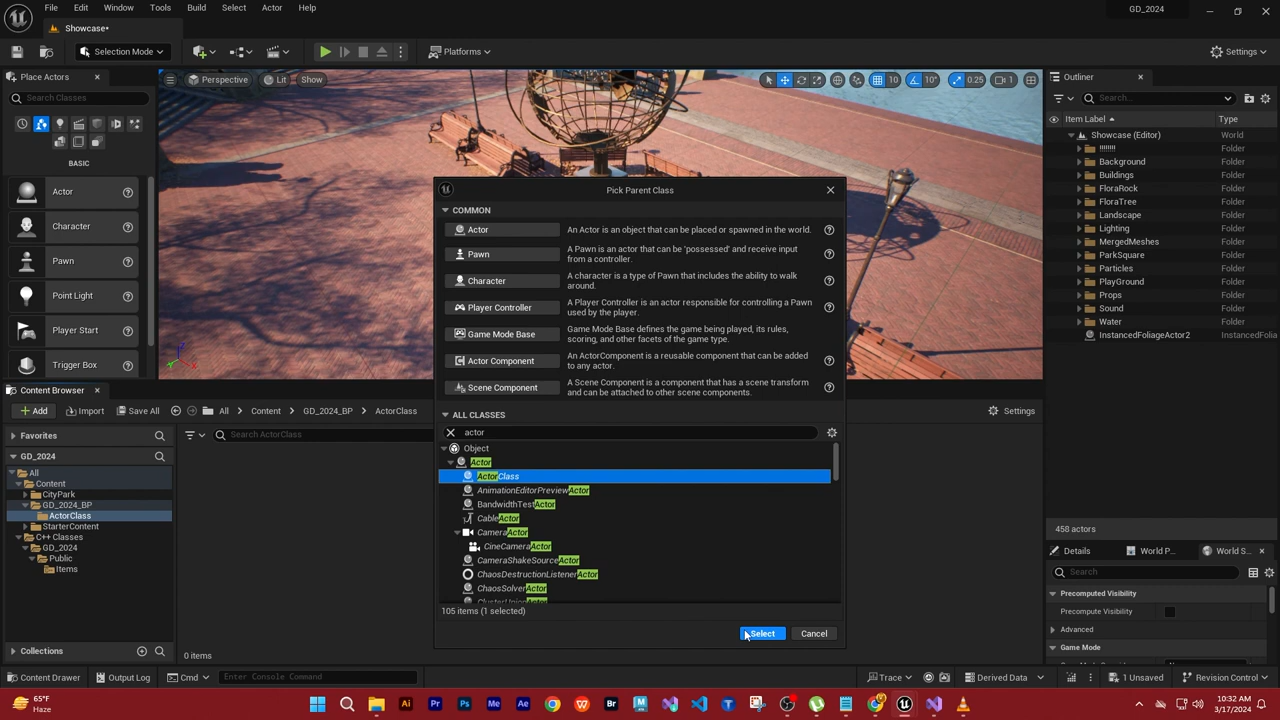 File Edit Window Tools Build Select Actor Help
GD_2024
Showcase*
Selection Mode
Platforms
Settings
Place Actors
Search Classes
BASIC
Actor
Character
Pawn
Point Light
Player Start
Trigger Box
Perspective Lit Show
10 10° 0.25 1
Outliner
Search...
Item Label Type
Showcase (Editor) World
!!!!!!!! Folder
Background Folder
Buildings Folder
FloraRock Folder
FloraTree Folder
Landscape Folder
Lighting Folder
MergedMeshes Folder
ParkSquare Folder
Particles Folder
PlayGround Folder
Props Folder
Sound Folder
Water Folder
InstancedFoliageActor2 InstancedFolia
458 actors
Details World P... World S...
Search
Precomputed Visibility
Precompute Visibility
Advanced
Game Mode
Pick Parent Class
COMMON
Actor An Actor is an object that can be placed or spawned in the world.
Pawn A Pawn is an actor that can be 'possessed' and receive input
from a controller.
Character A character is a type of Pawn that includes the ability to walk
around.
Player Controller A Player Controller is an actor responsible for controlling a Pawn
used by the player.
Game Mode Base Game Mode Base defines the game being played, its rules,
scoring, and other facets of the game type.
Actor Component An ActorComponent is a reusable component that can be added
to any actor.
Scene Component A Scene Component is a component that has a scene transform
and can be attached to other scene components.
ALL CLASSES
actor
Object
Actor
ActorClass
AnimationEditorPreviewActor
BandwidthTestActor
CableActor
CameraActor
CineCameraActor
CameraShakeSourceActor
ChaosDestructionListenerActor
ChaosSolverActor
ClusterUnionActor
105 items (1 selected)
Select Cancel
Content Browser
Add Import Save All All Content GD_2024_BP ActorClass
Settings
Favorites
Search ActorClass
GD_2024
All
Content
CityPark
GD_2024_BP
ActorClass
StarterContent
C++ Classes
GD_2024
Public
Items
Collections
0 items
Content Drawer Output Log Cmd Enter Console Command
Trace Derived Data 1 Unsaved Revision Control
65°F
Haze
10:32 AM
3/17/2024